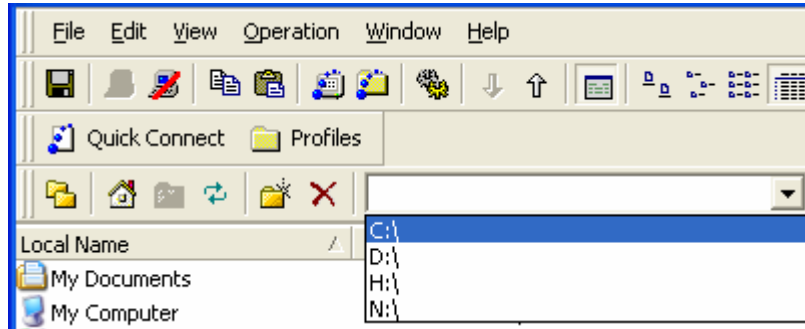 File Edit View Operation Window Help
Quick Connect Profiles
C:\
Local Name
D:\
My Documents
H:\
My Computer
N:\